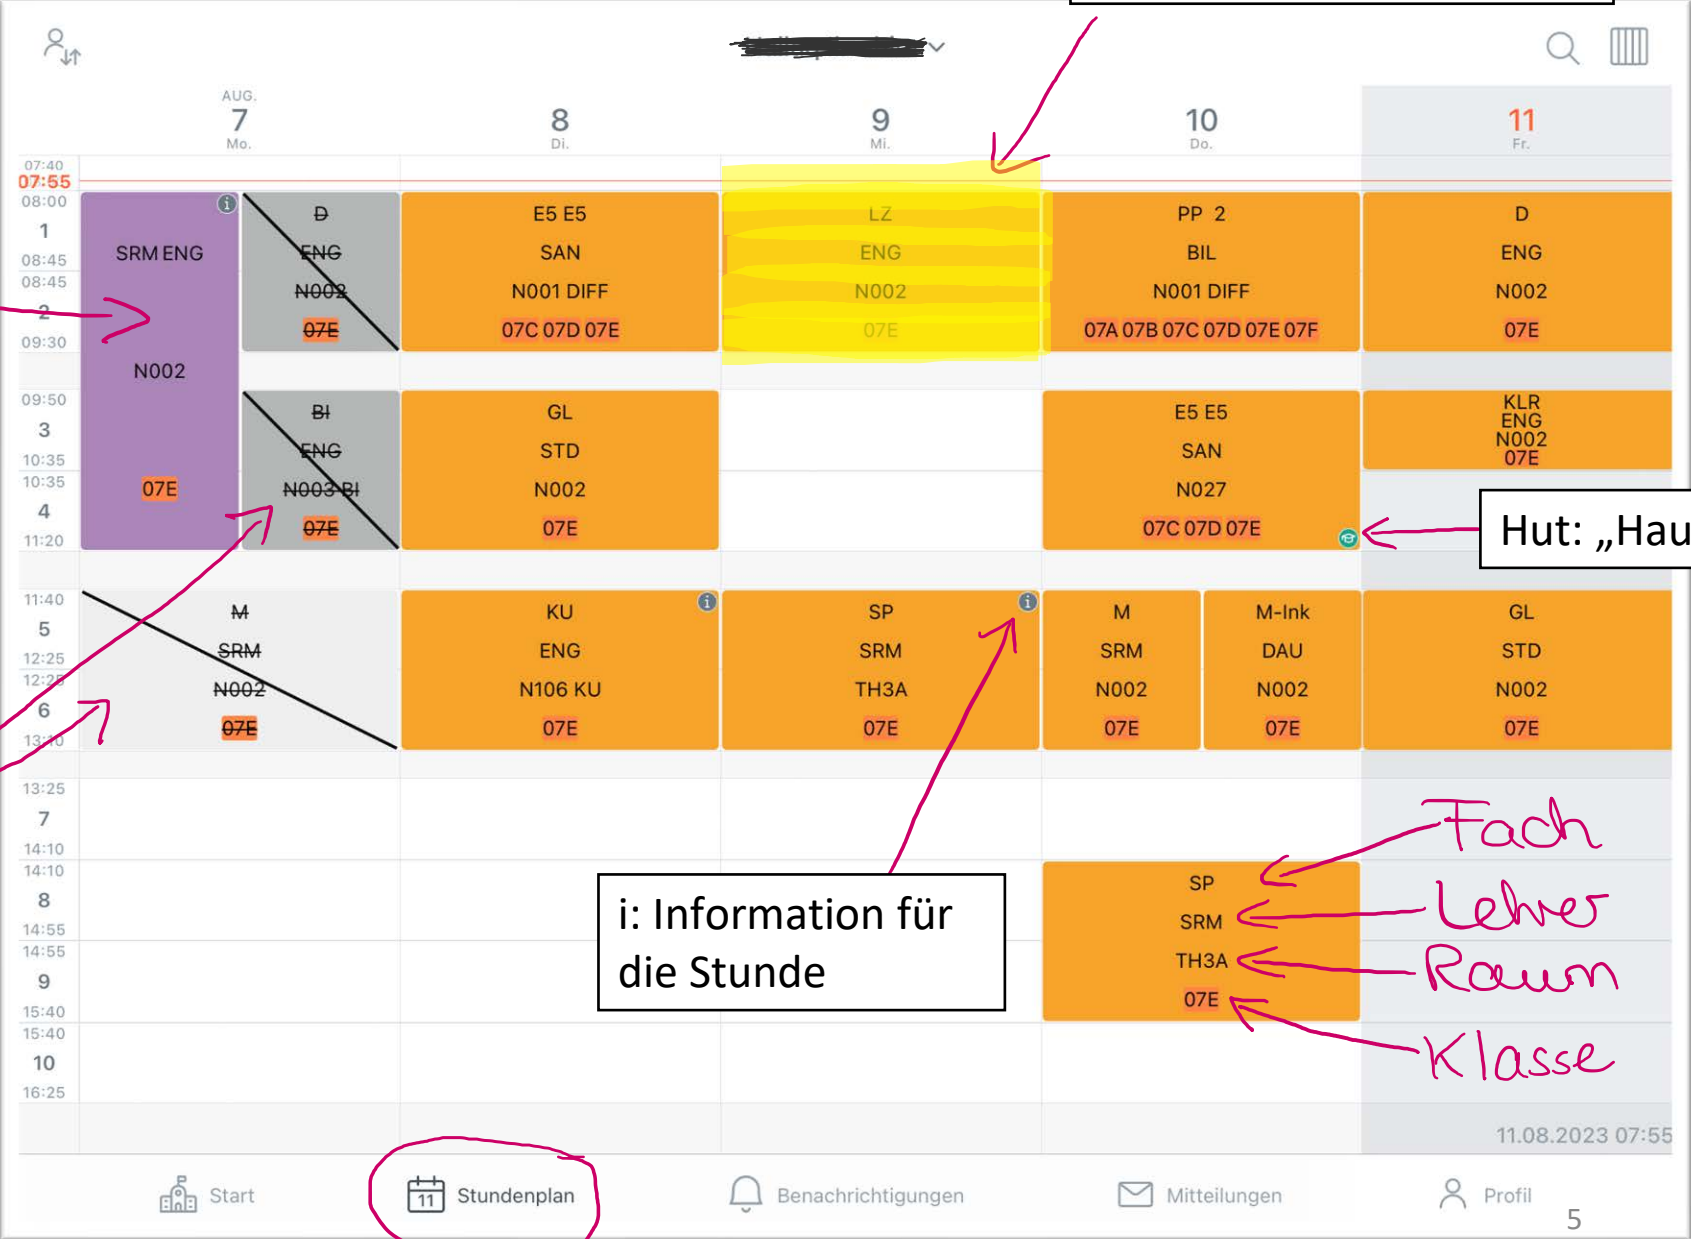 AUG.
7
Mo.
8
Di.
9
Mi.
10
Do.
11
Fr.
07:40
07:55
08:00
1
08:45
08:45
2
09:30
09:50
3
10:35
10:35
4
11:20
11:40
5
12:25
12:25
6
13:10
13:25
7
14:10
14:10
8
14:55
14:55
9
15:40
15:40
10
16:25
SRM ENG
N002
07E
D
ENG
N002
07E
BI
ENG
N003-BI
07E
M
SRM
N002
07E
E5 E5
SAN
N001 DIFF
07C 07D 07E
GL
STD
N002
07E
KU
ENG
N106 KU
07E
LZ
ENG
N002
07E
SP
SRM
TH3A
07E
PP 2
BIL
N001 DIFF
07A 07B 07C 07D 07E 07F
E5 E5
SAN
N027
07C 07D 07E
M
SRM
N002
07E
M-Ink
DAU
N002
07E
SP
SRM
TH3A
07E
D
ENG
N002
07E
KLR
ENG
N002
07E
GL
STD
N002
07E
Hut: „Hau
i: Information für
die Stunde
Fach
Lehrer
Raum
Klasse
11.08.2023 07:55
Start
11
Stundenplan
Benachrichtigungen
Mitteilungen
Profil
5